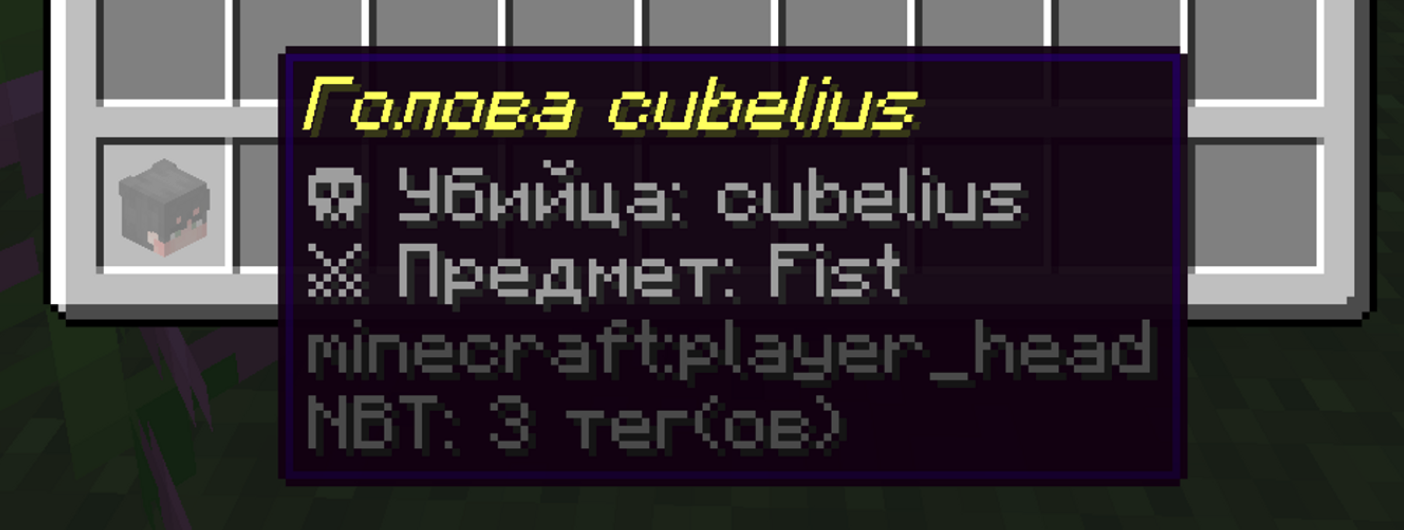 Голова cubelius
☠ Убийца: cubelius
⚔ Предмет: Fist
minecraft:player_head
NBT: 3 тег(ов)